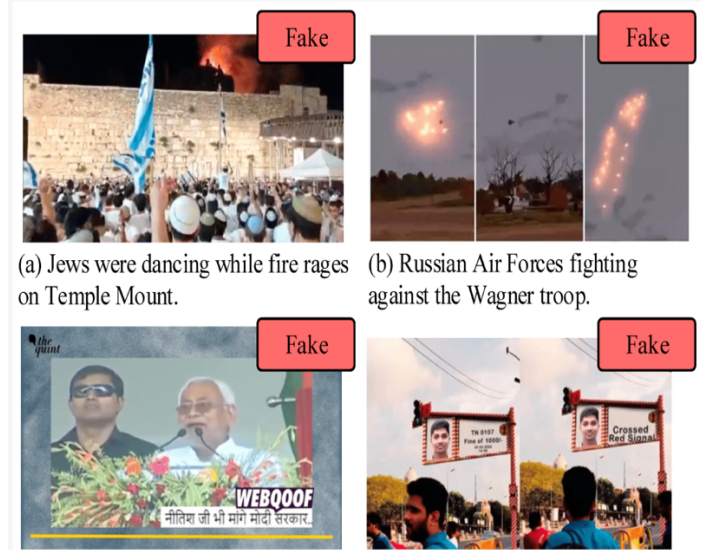 Fake
Fake
(a) Jews were dancing while fire rages
on Temple Mount.
(b) Russian Air Forces fighting
against the Wagner troop.
Fake
Fake
the
quint
WEBQOOF
नीतिश जी भी मांगे मोदी सरकार..
TN 0107
Fine of 1000/-
Crossed
Red Signal